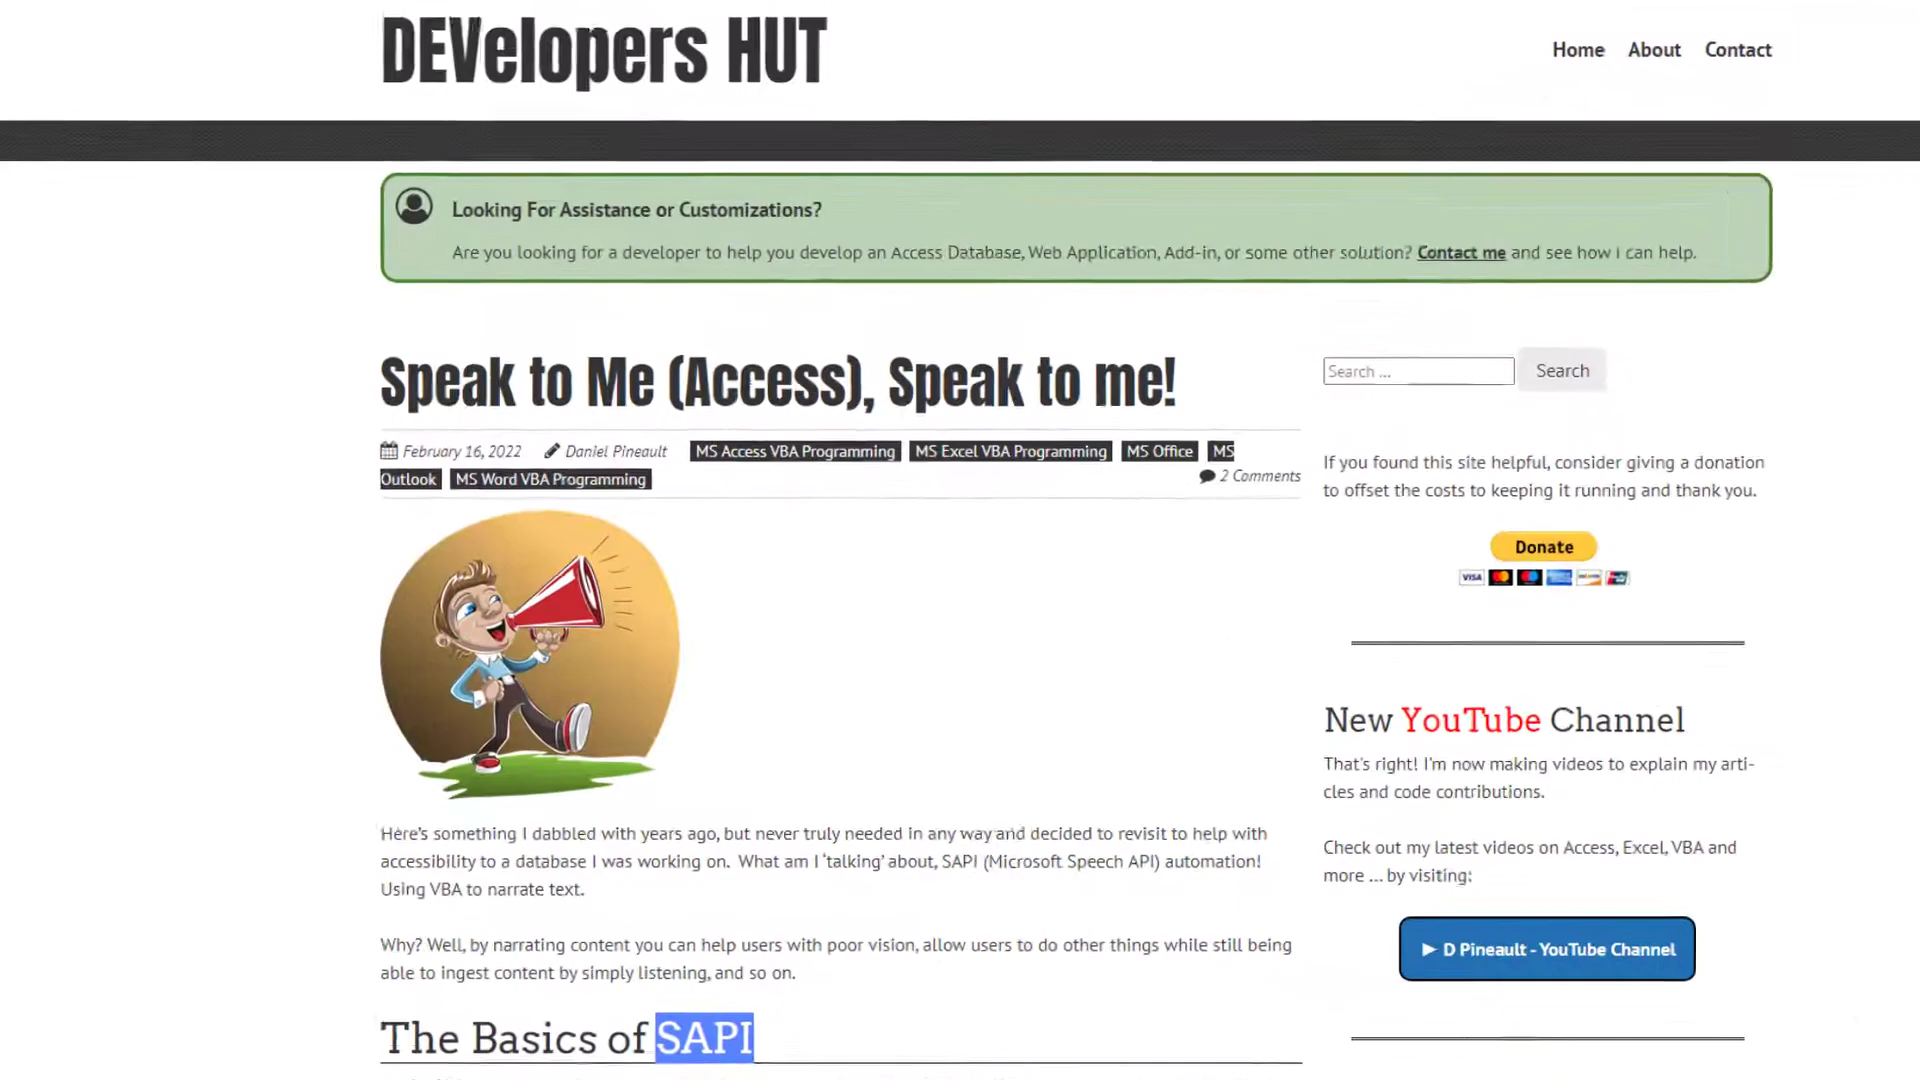 DEVelopers HUT
Home About Contact
Looking For Assistance or Customizations?
Are you looking for a developer to help you develop an Access Database, Web Application, Add-in, or some other solution? Contact me and see how I can help.
Speak to Me (Access), Speak to me!
February 16, 2022 Daniel Pineault MS Access VBA Programming MS Excel VBA Programming MS Office MS
Outlook MS Word VBA Programming
2 Comments
Here's something I dabbled with years ago, but never truly needed in any way and decided to revisit to help with
accessibility to a database I was working on. What am I 'talking' about, SAPI (Microsoft Speech API) automation!
Using VBA to narrate text.
Why? Well, by narrating content you can help users with poor vision, allow users to do other things while still being
able to ingest content by simply listening, and so on.
The Basics of SAPI
Search ... Search
If you found this site helpful, consider giving a donation
to offset the costs to keeping it running and thank you.
Donate
VISA
New YouTube Channel
That's right! I'm now making videos to explain my arti-
cles and code contributions.
Check out my latest videos on Access, Excel, VBA and
more ... by visiting:
► D Pineault - YouTube Channel